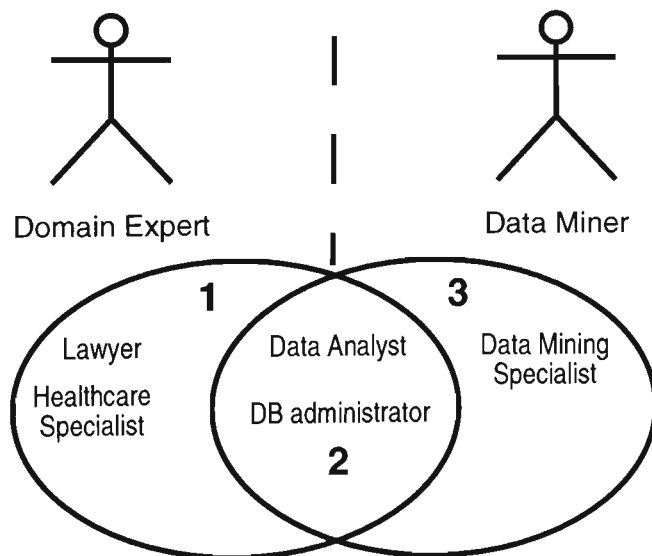 Domain Expert
Data Miner
1
3
Lawyer
Healthcare
Specialist
Data Analyst
DB administrator
2
Data Mining
Specialist